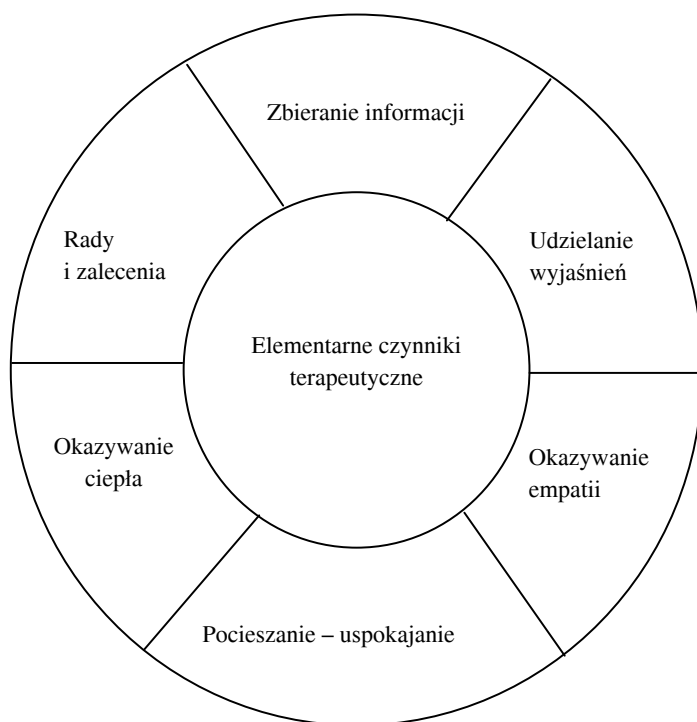 Zbieranie informacji
Udzielanie
wyjaśnień
Okazywanie
empatii
Pocieszanie – uspokajanie
Okazywanie
ciepła
Rady
i zalecenia
Elementarne czynniki
terapeutyczne